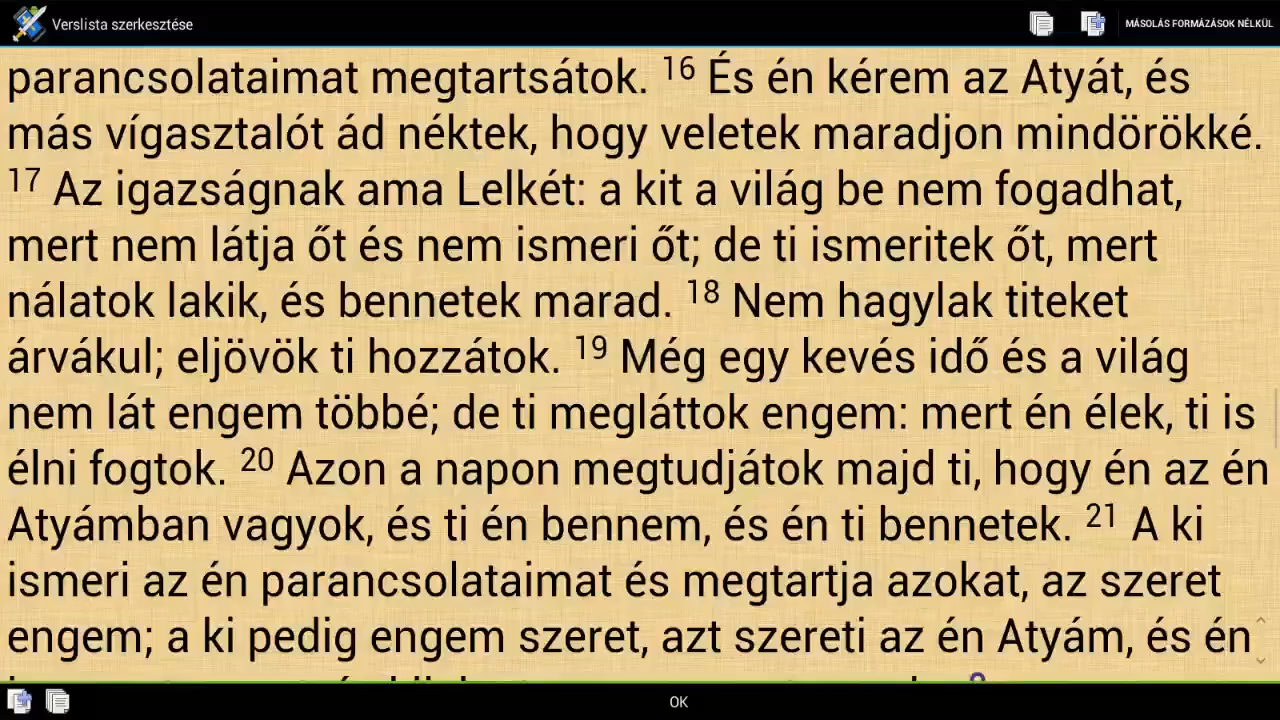 Verslista szerkesztése
MÁSOLÁS FORMÁZÁSOK NÉLKÜL
parancsolataimat megtartsátok. 16 És én kérem az Atyát, és
más vígasztalót ád néktek, hogy veletek maradjon mindörökké.
17 Az igazságnak ama Lelkét: a kit a világ be nem fogadhat,
mert nem látja őt és nem ismeri őt; de ti ismeritek őt, mert
nálatok lakik, és bennetek marad. 18 Nem hagylak titeket
árvákul; eljövök ti hozzátok. 19 Még egy kevés idő és a világ
nem lát engem többé; de ti megláttok engem: mert én élek, ti is
élni fogtok. 20 Azon a napon megtudjátok majd ti, hogy én az én
Atyámban vagyok, és ti én bennem, és én ti bennetek. 21 A ki
ismeri az én parancsolataimat és megtartja azokat, az szeret
engem; a ki pedig engem szeret, azt szereti az én Atyám, és én
OK